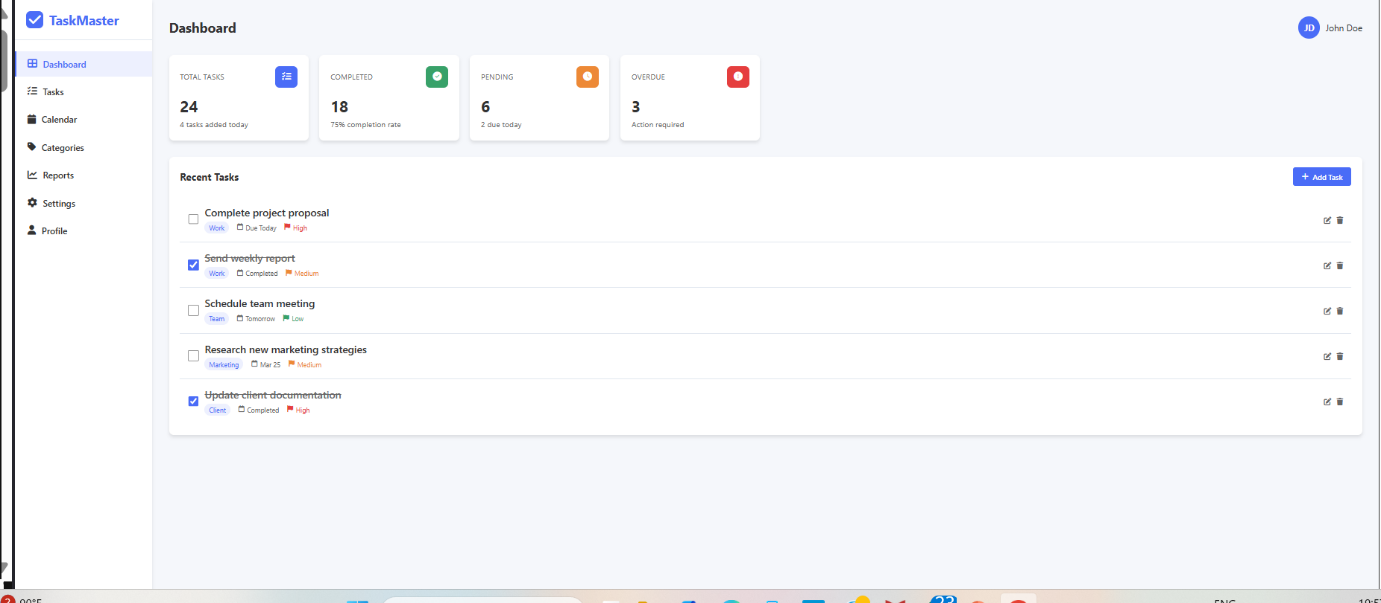 TaskMaster
Dashboard
Tasks
Calendar
Categories
Reports
Settings
Profile
Dashboard
JD John Doe
TOTAL TASKS
24
4 tasks added today
COMPLETED
18
75% completion rate
PENDING
6
2 due today
OVERDUE
3
Action required
Recent Tasks
+ Add Task
Complete project proposal
Work Due Today High
Send weekly report
Work Completed Medium
Schedule team meeting
Team Tomorrow Low
Research new marketing strategies
Marketing Mar 25 Medium
Update client documentation
Client Completed High
2
23
ENG